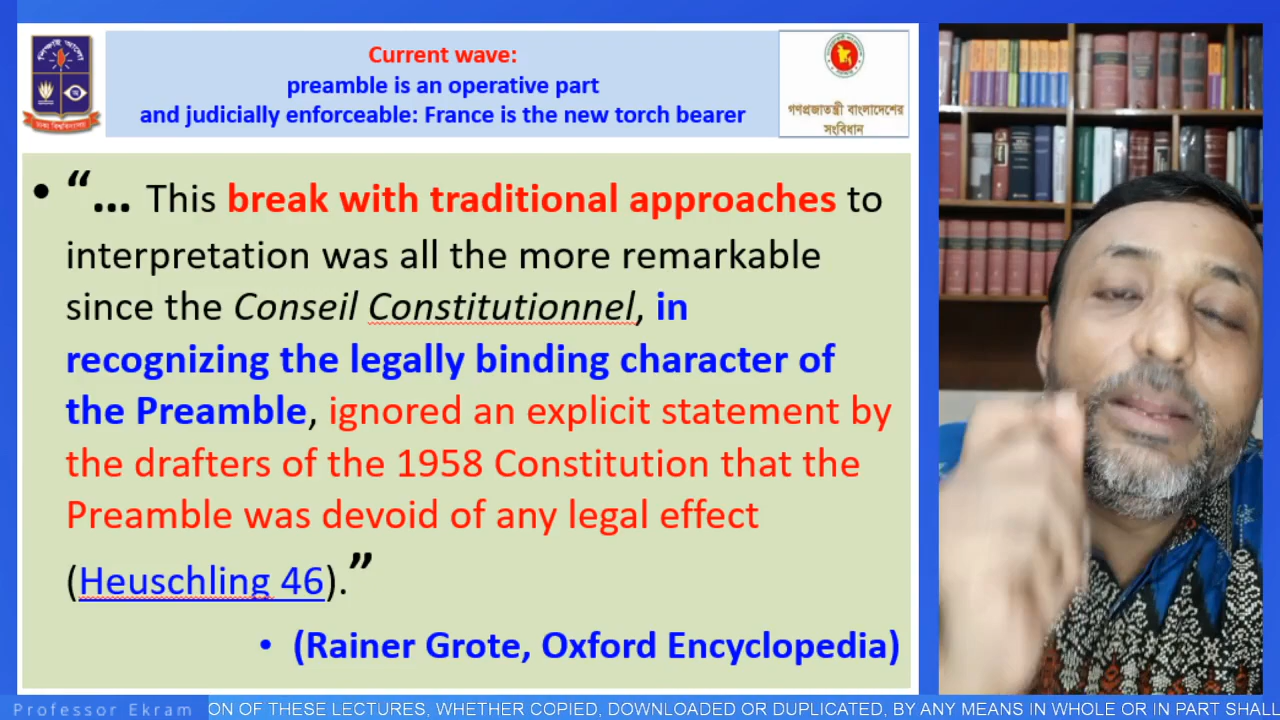 Current wave:
preamble is an operative part
and judicially enforceable: France is the new torch bearer
গণপ্রজাতন্ত্রী বাংলাদেশের
সংবিধান
• “... This break with traditional approaches to
interpretation was all the more remarkable
since the Conseil Constitutionnel, in
recognizing the legally binding character of
the Preamble, ignored an explicit statement by
the drafters of the 1958 Constitution that the
Preamble was devoid of any legal effect
(Heuschling 46).”
• (Rainer Grote, Oxford Encyclopedia)
Professor Ekram
ON OF THESE LECTURES, WHETHER COPIED, DOWNLOADED OR DUPLICATED, BY ANY MEANS IN WHOLE OR IN PART SHALL